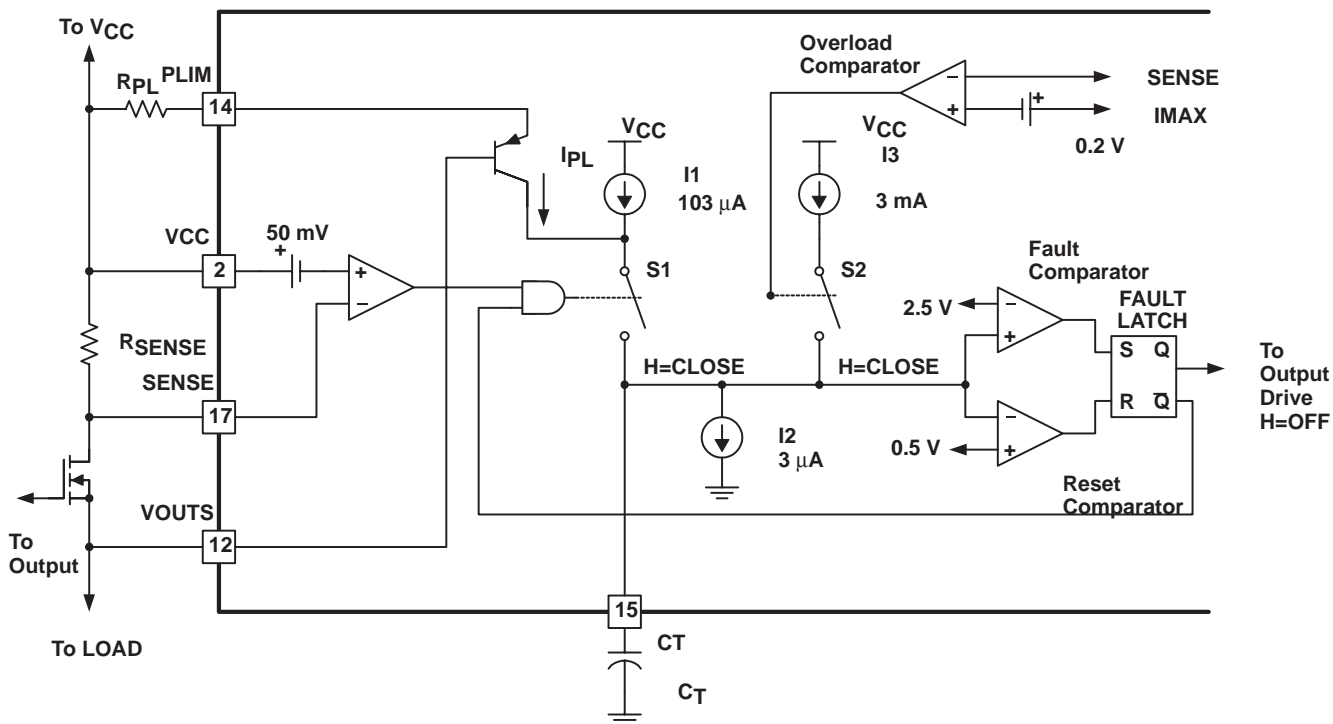 To VCC
RPL
PLIM
14
Overload
Comparator
SENSE
IMAX
0.2 V
VCC
IPL
I1
103 μA
VCC
I3
3 mA
VCC
50 mV
+
2
+
−
S1
S2
Fault
Comparator
2.5 V
−
+
FAULT
LATCH
S Q
R Q̅
To
Output
Drive
H=OFF
RSENSE
SENSE
17
H=CLOSE
H=CLOSE
I2
3 μA
0.5 V
−
+
Reset
Comparator
VOUTS
12
To
Output
To LOAD
15
CT
CT
−
+
+